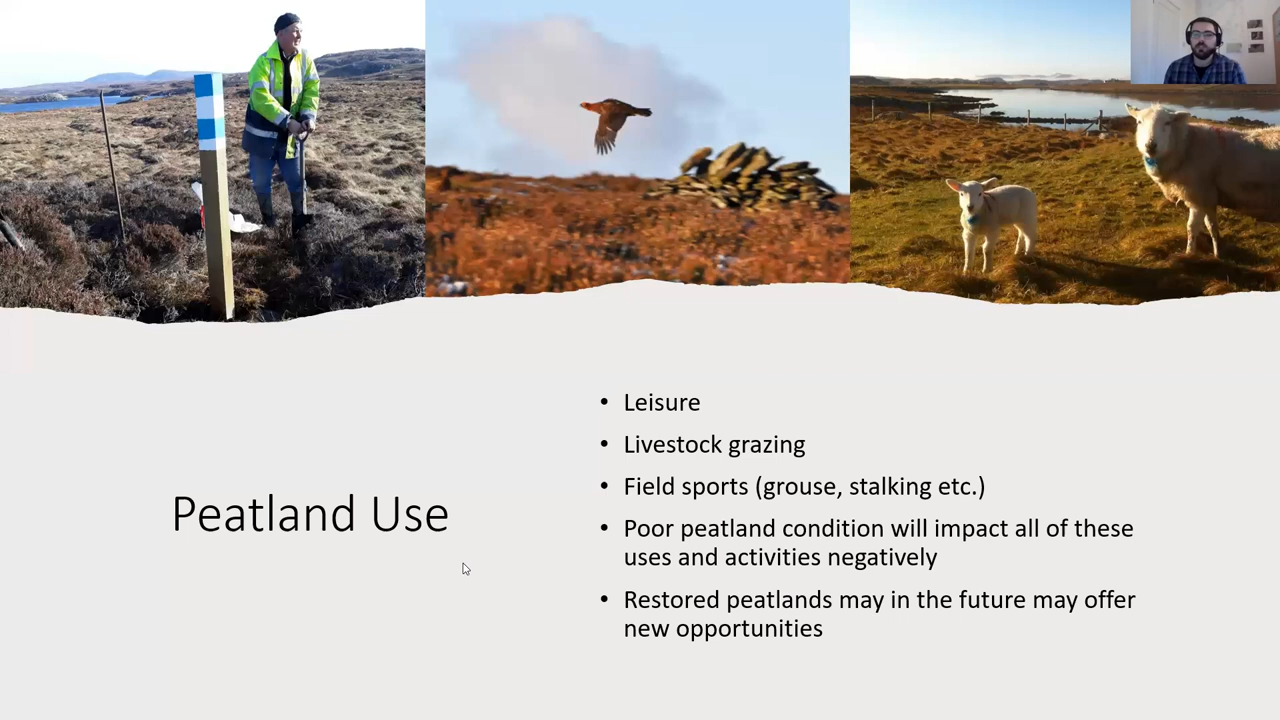 Peatland Use
• Leisure
• Livestock grazing
• Field sports (grouse, stalking etc.)
• Poor peatland condition will impact all of these
uses and activities negatively
• Restored peatlands may in the future may offer
new opportunities